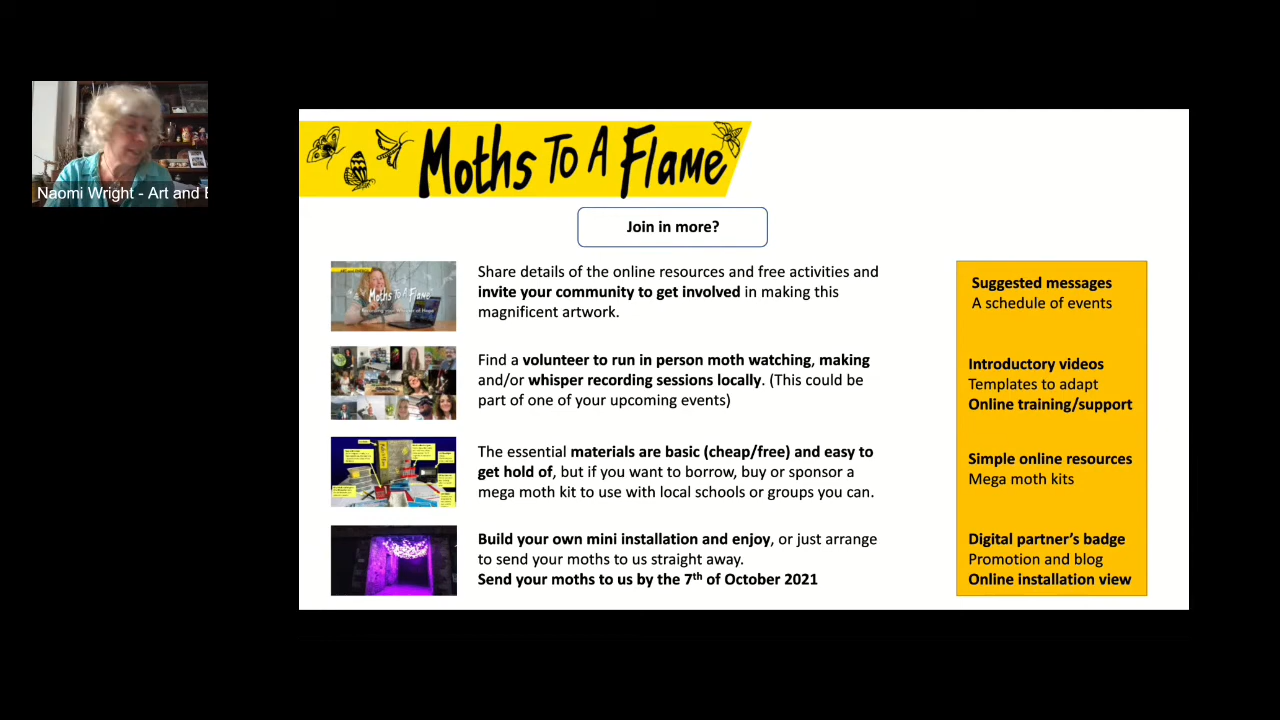 Naomi Wright - Art and E
Moths To A Flame
Join in more?
Share details of the online resources and free activities and
invite your community to get involved in making this
magnificent artwork.
Find a volunteer to run in person moth watching, making
and/or whisper recording sessions locally. (This could be
part of one of your upcoming events)
The essential materials are basic (cheap/free) and easy to
get hold of, but if you want to borrow, buy or sponsor a
mega moth kit to use with local schools or groups you can.
Build your own mini installation and enjoy, or just arrange
to send your moths to us straight away.
Send your moths to us by the 7th of October 2021
Moths To A Flame
Suggested messages
A schedule of events
Introductory videos
Templates to adapt
Online training/support
Simple online resources
Mega moth kits
Digital partner's badge
Promotion and blog
Online installation view